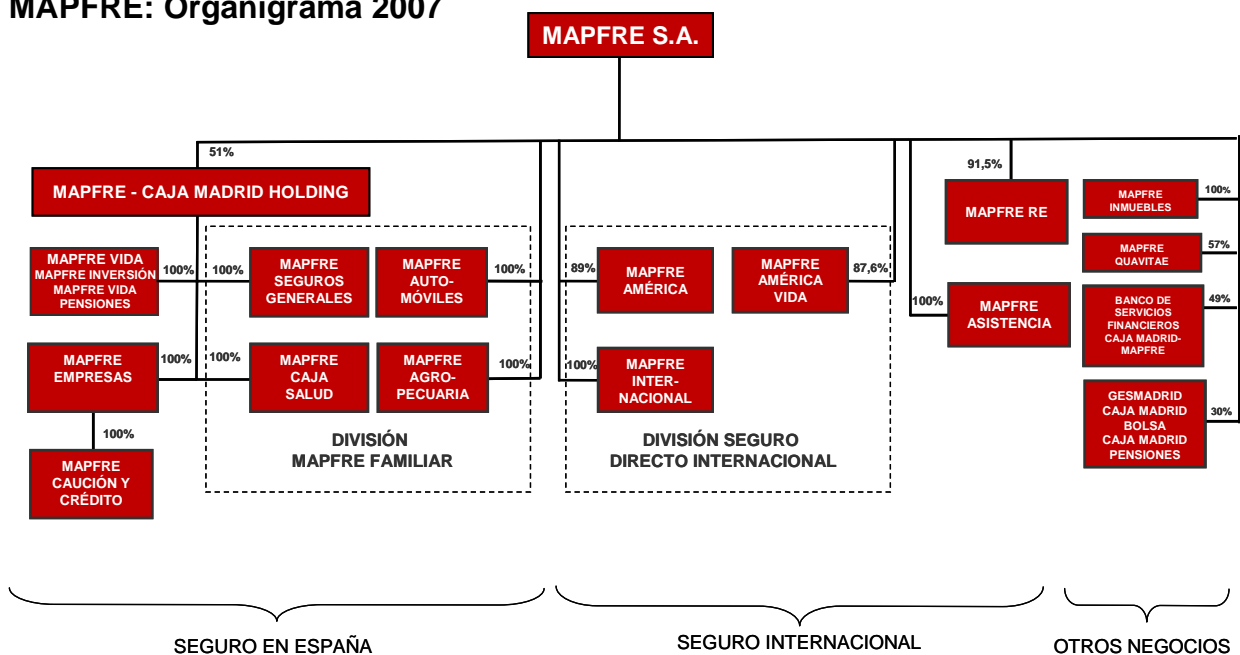 MAPFRE: Organigrama 2007
MAPFRE S.A.
51%
MAPFRE - CAJA MADRID HOLDING
MAPFRE VIDA
MAPFRE INVERSIÓN
MAPFRE VIDA
PENSIONES
100%
100%
MAPFRE
SEGUROS
GENERALES
MAPFRE
AUTO-
MÓVILES
100%
MAPFRE
EMPRESAS
100%
100%
MAPFRE
CAJA
SALUD
MAPFRE
AGRO-
PECUARIA
100%
100%
MAPFRE
CAUCIÓN Y
CRÉDITO
DIVISIÓN
MAPFRE FAMILIAR
89%
MAPFRE
AMÉRICA
MAPFRE
AMÉRICA
VIDA
87,6%
100%
MAPFRE
INTER-
NACIONAL
DIVISIÓN SEGURO
DIRECTO INTERNACIONAL
91,5%
MAPFRE RE
100%
MAPFRE
ASISTENCIA
MAPFRE
INMUEBLES
100%
MAPFRE
QUAVITAE
57%
BANCO DE
SERVICIOS
FINANCIEROS
CAJA MADRID-
MAPFRE
49%
GESMADRID
CAJA MADRID
BOLSA
CAJA MADRID
PENSIONES
30%
SEGURO EN ESPAÑA
SEGURO INTERNACIONAL
OTROS NEGOCIOS